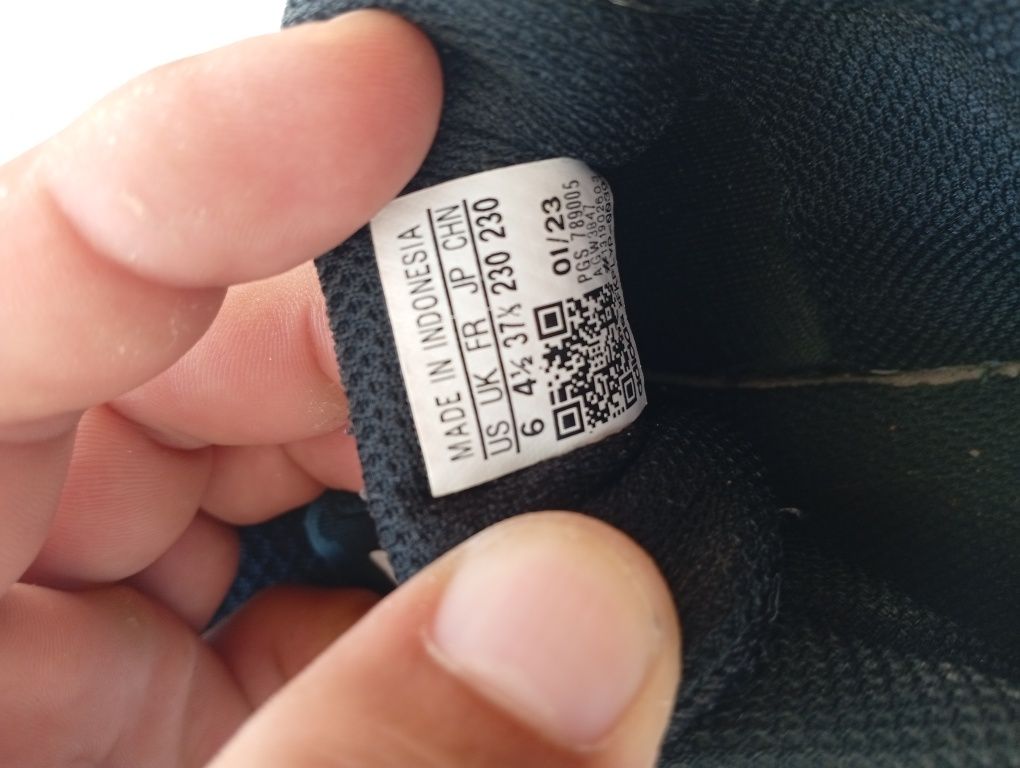 MADE IN INDONESIA
US UK FR JP CHN
6 4½ 37⅓ 230 230
01/23
PGS 789005